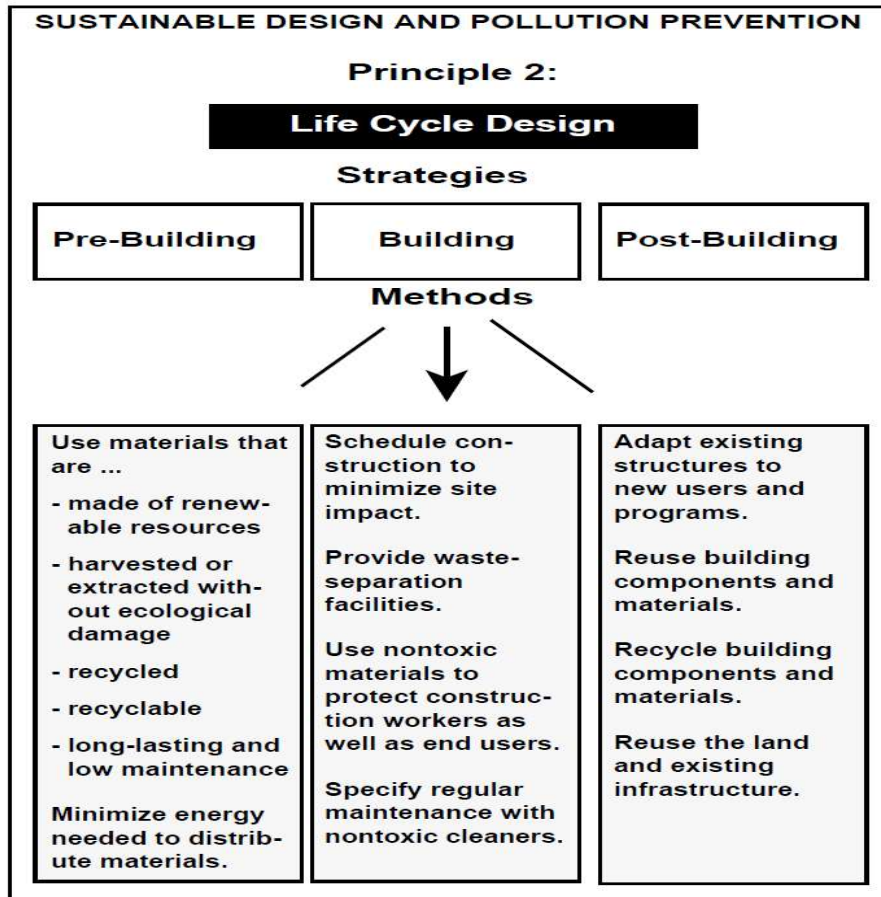 SUSTAINABLE DESIGN AND POLLUTION PREVENTION
Principle 2:
Life Cycle Design
Strategies
Pre-Building
Building
Post-Building
Methods
Use materials that
are ...
- made of renew-
able resources
- harvested or
extracted with-
out ecological
damage
- recycled
- recyclable
- long-lasting and
low maintenance
Minimize energy
needed to distrib-
ute materials.
Schedule con-
struction to
minimize site
impact.
Provide waste-
separation
facilities.
Use nontoxic
materials to
protect construc-
tion workers as
well as end users.
Specify regular
maintenance with
nontoxic cleaners.
Adapt existing
structures to
new users and
programs.
Reuse building
components and
materials.
Recycle building
components and
materials.
Reuse the land
and existing
infrastructure.